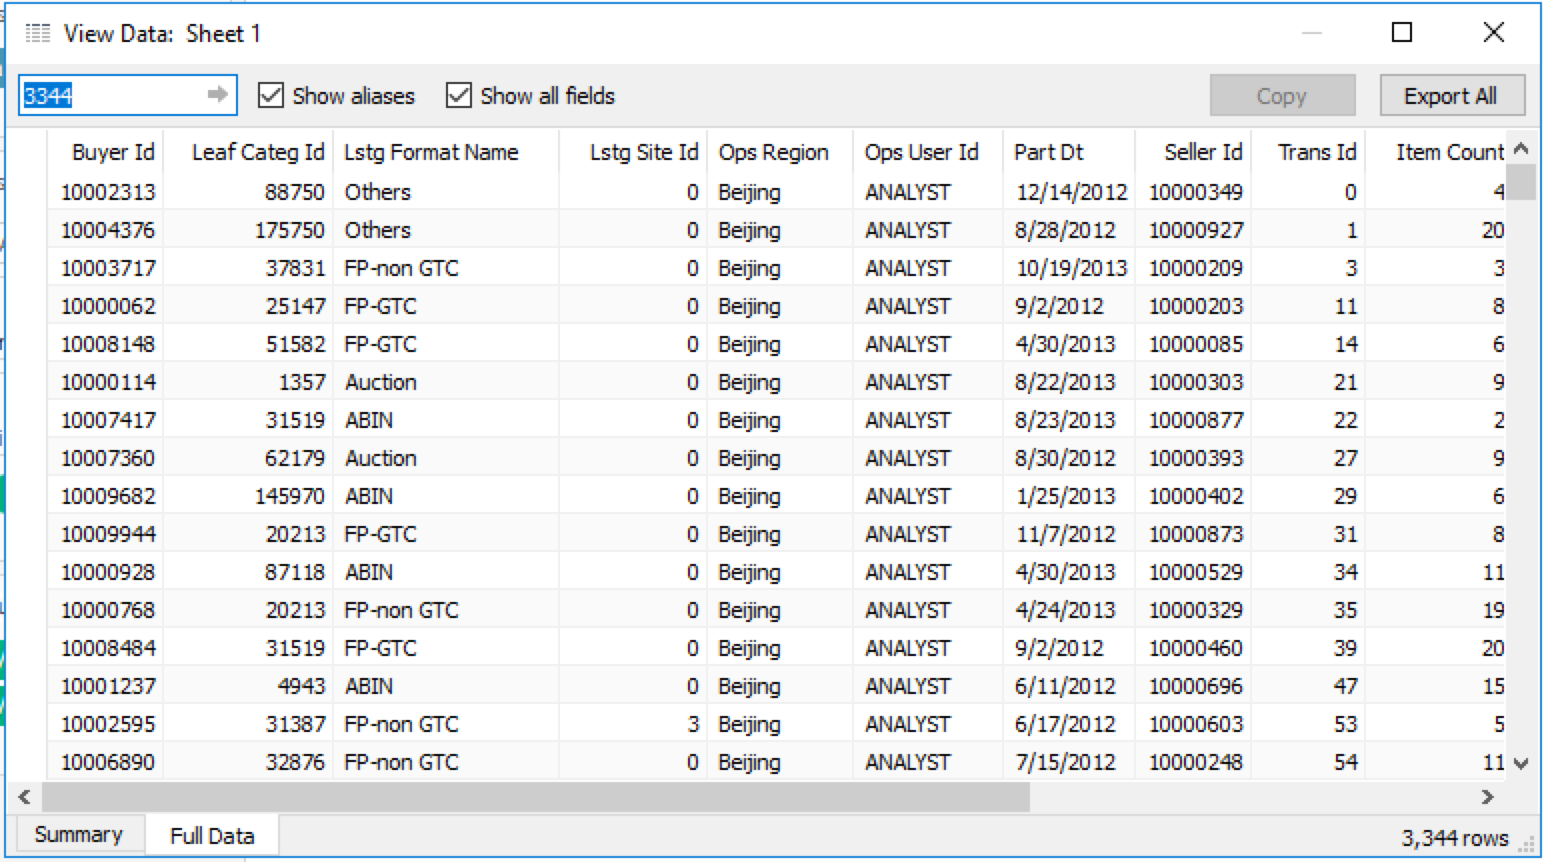 View Data: Sheet 1
3344 Show aliases Show all fields Copy Export All
Buyer Id Leaf Categ Id Lstg Format Name Lstg Site Id Ops Region Ops User Id Part Dt Seller Id Trans Id Item Count
10002313 88750 Others 0 Beijing ANALYST 12/14/2012 10000349 0 4
10004376 175750 Others 0 Beijing ANALYST 8/28/2012 10000927 1 20
10003717 37831 FP-non GTC 0 Beijing ANALYST 10/19/2013 10000209 3 3
10000062 25147 FP-GTC 0 Beijing ANALYST 9/2/2012 10000203 11 8
10008148 51582 FP-GTC 0 Beijing ANALYST 4/30/2013 10000085 14 6
10000114 1357 Auction 0 Beijing ANALYST 8/22/2013 10000303 21 9
10007417 31519 ABIN 0 Beijing ANALYST 8/23/2013 10000877 22 2
10007360 62179 Auction 0 Beijing ANALYST 8/30/2012 10000393 27 9
10009682 145970 ABIN 0 Beijing ANALYST 1/25/2013 10000402 29 6
10009944 20213 FP-GTC 0 Beijing ANALYST 11/7/2012 10000873 31 8
10000928 87118 ABIN 0 Beijing ANALYST 4/30/2013 10000529 34 11
10000768 20213 FP-non GTC 0 Beijing ANALYST 4/24/2013 10000329 35 19
10008484 31519 FP-GTC 0 Beijing ANALYST 9/2/2012 10000460 39 20
10001237 4943 ABIN 0 Beijing ANALYST 6/11/2012 10000696 47 15
10002595 31387 FP-non GTC 3 Beijing ANALYST 6/17/2012 10000603 53 5
10006890 32876 FP-non GTC 0 Beijing ANALYST 7/15/2012 10000248 54 11
Summary Full Data 3,344 rows